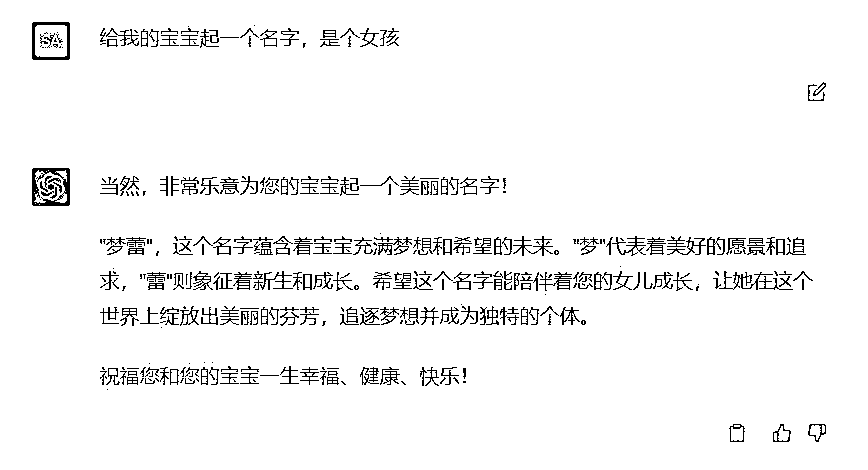 SA
给我的宝宝起一个名字，是个女孩
当然，非常乐意为您的宝宝起一个美丽的名字！
"梦蕾"，这个名字蕴含着宝宝充满梦想和希望的未来。"梦"代表着美好的愿景和追
求，"蕾"则象征着新生和成长。希望这个名字能陪伴着您的女儿成长，让她在这个
世界上绽放出美丽的芬芳，追逐梦想并成为独特的个体。
祝福您和您的宝宝一生幸福、健康、快乐！